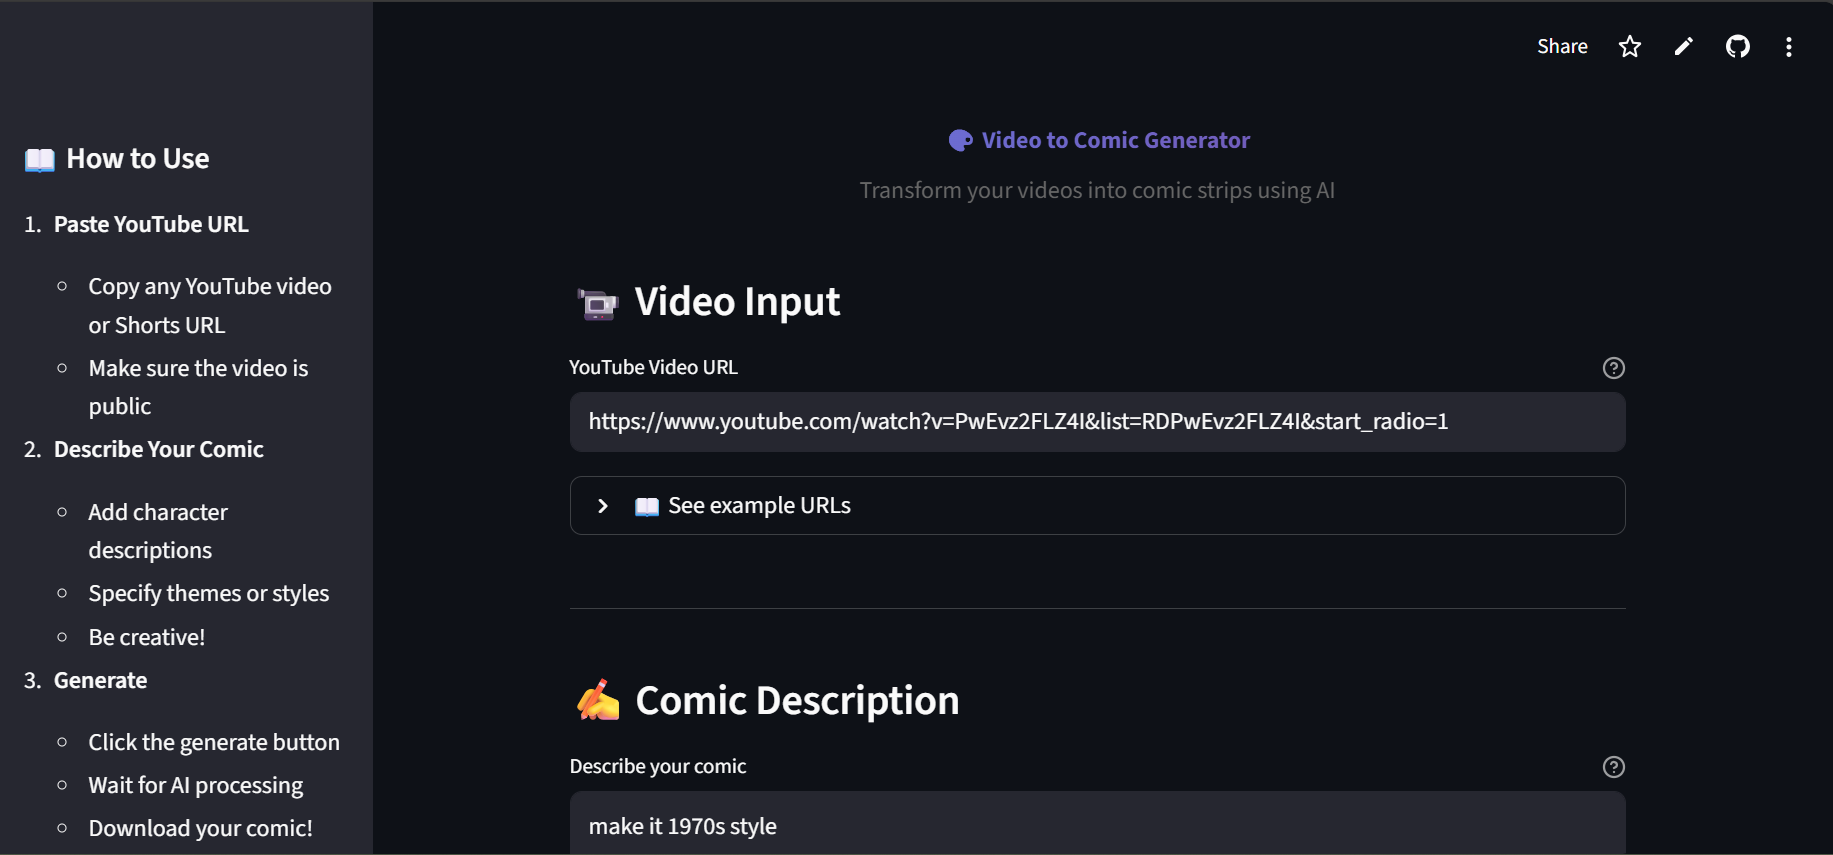 Share
📖 How to Use
1. Paste YouTube URL
○ Copy any YouTube video
or Shorts URL
○ Make sure the video is
public
2. Describe Your Comic
○ Add character
descriptions
○ Specify themes or styles
○ Be creative!
3. Generate
○ Click the generate button
○ Wait for AI processing
○ Download your comic!
Video to Comic Generator
Transform your videos into comic strips using AI
Video Input
YouTube Video URL
https://www.youtube.com/watch?v=PwEvz2FLZ4I&list=RDPwEvz2FLZ4I&start_radio=1
📖 See example URLs
✍️ Comic Description
Describe your comic
make it 1970s style